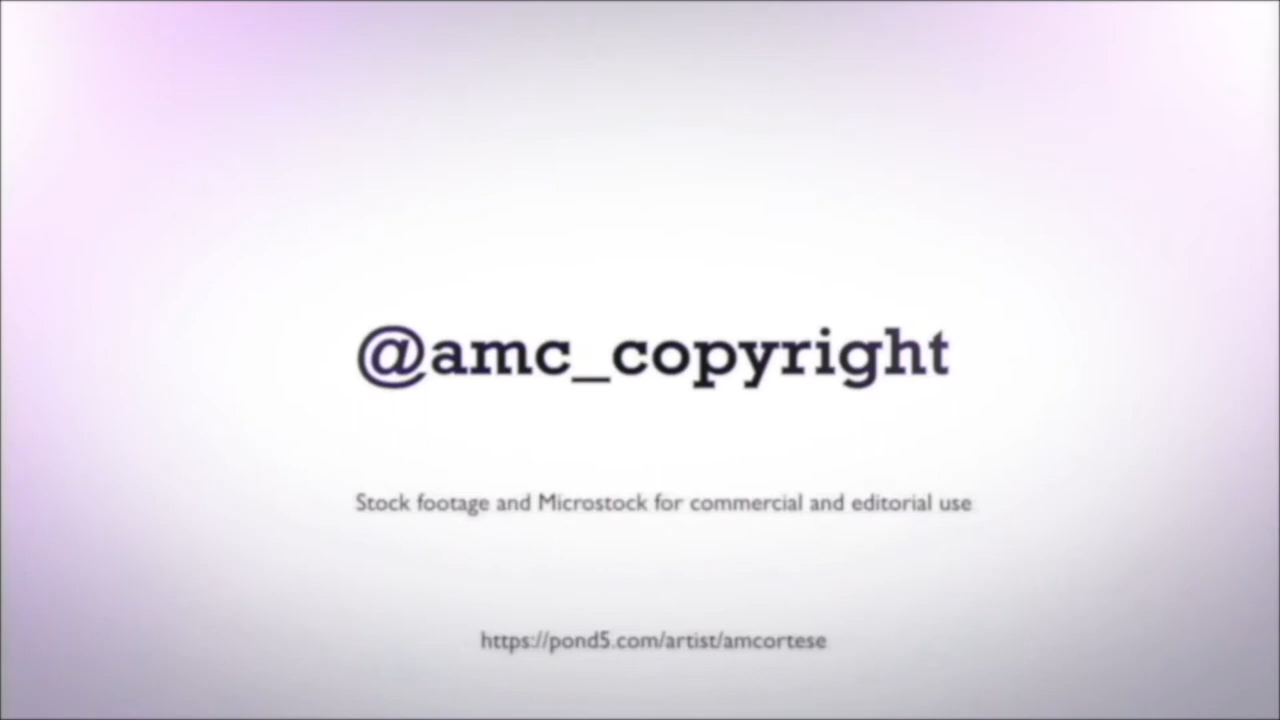 @amc_copyright
Stock footage and Microstock for commercial and editorial use
https://pond5.com/artist/amcortese